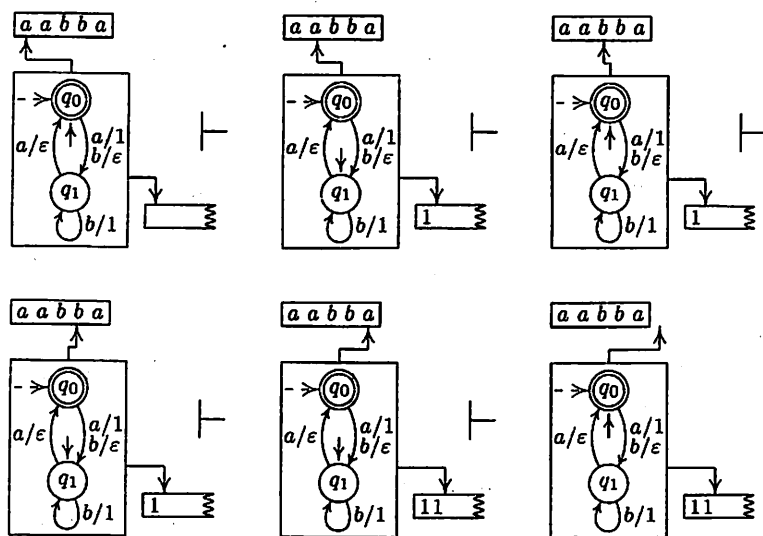 a a b b a a a b b a a a b b a
q0 q0 q0
a/ε a/1 a/ε a/1 a/ε a/1
b/ε b/ε b/ε
q1 q1 q1
1 1
b/1 b/1 b/1
a a b b a a a b b a a a b b a
q0 q0 q0
a/ε a/1 a/ε a/1 a/ε a/1
b/ε b/ε b/ε
q1 q1 q1
1 11 11
b/1 b/1 b/1